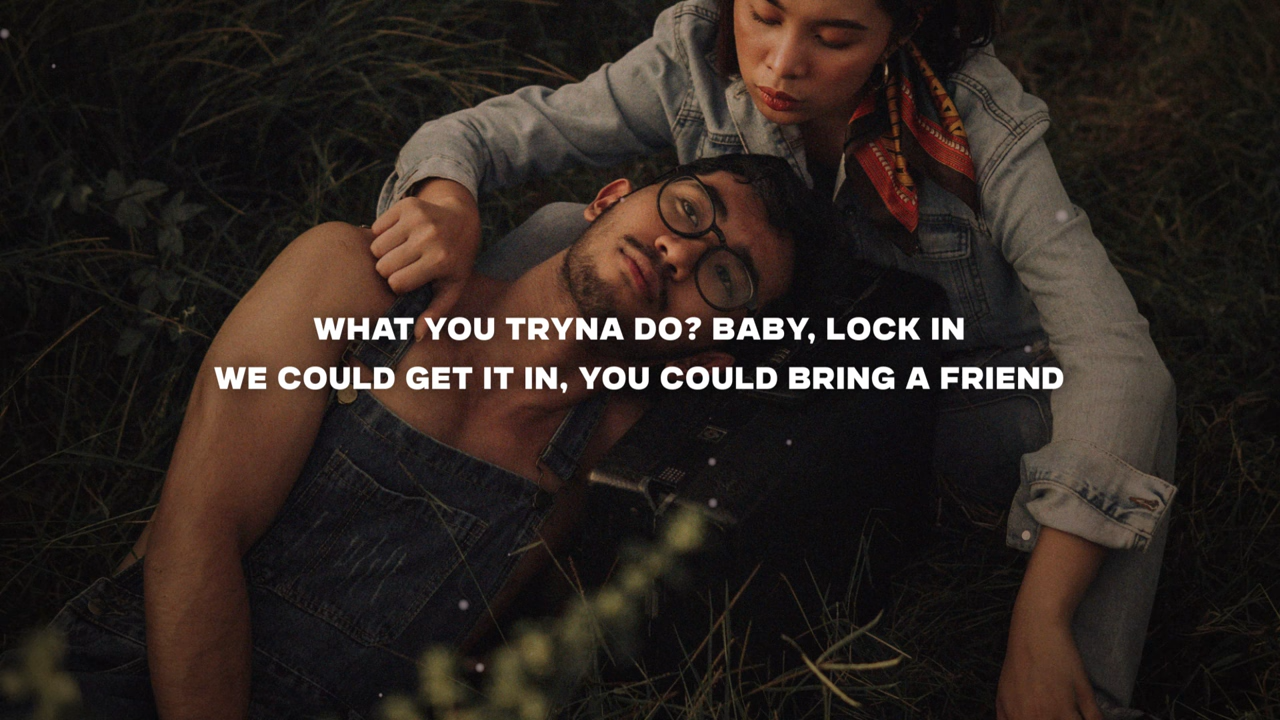 WHAT YOU TRYNA DO? BABY, LOCK IN
WE COULD GET IT IN, YOU COULD BRING A FRIEND